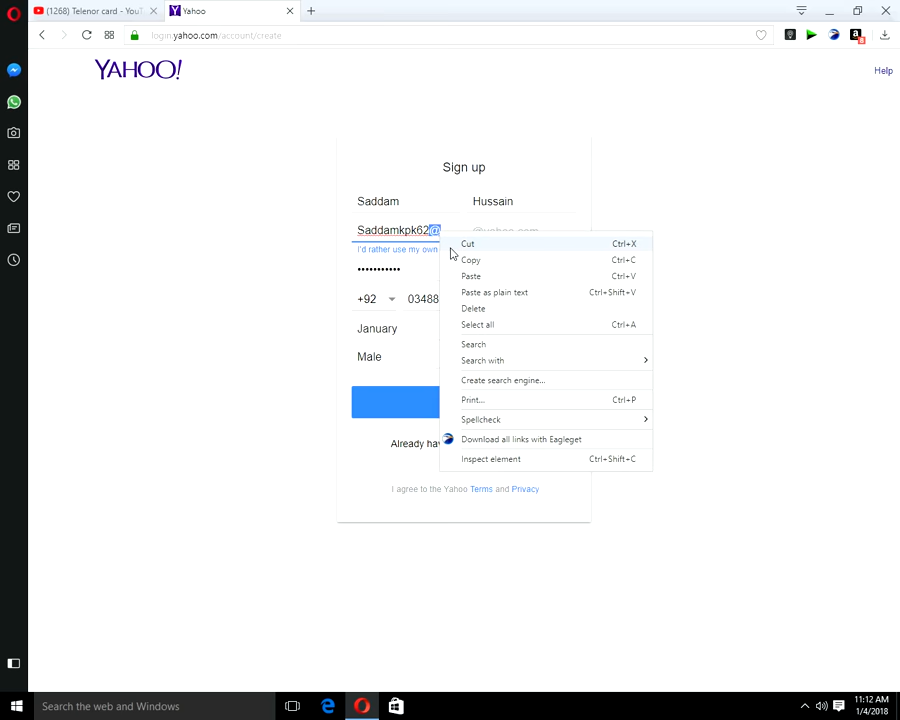 (1268) Telenor card - YouT
Yahoo
login.yahoo.com/account/create
YAHOO!
Help
Sign up
Saddam
Hussain
Saddamkpk62@
I'd rather use my own
Cut Ctrl+X
Copy Ctrl+C
Paste Ctrl+V
Paste as plain text Ctrl+Shift+V
Delete
Select all Ctrl+A
Search
Search with
Create search engine...
Print... Ctrl+P
Spellcheck
Download all links with Eagleget
Inspect element Ctrl+Shift+C
+92
03488
January
Male
Already hav
I agree to the Yahoo Terms and Privacy
Search the web and Windows
11:12 AM
1/4/2018